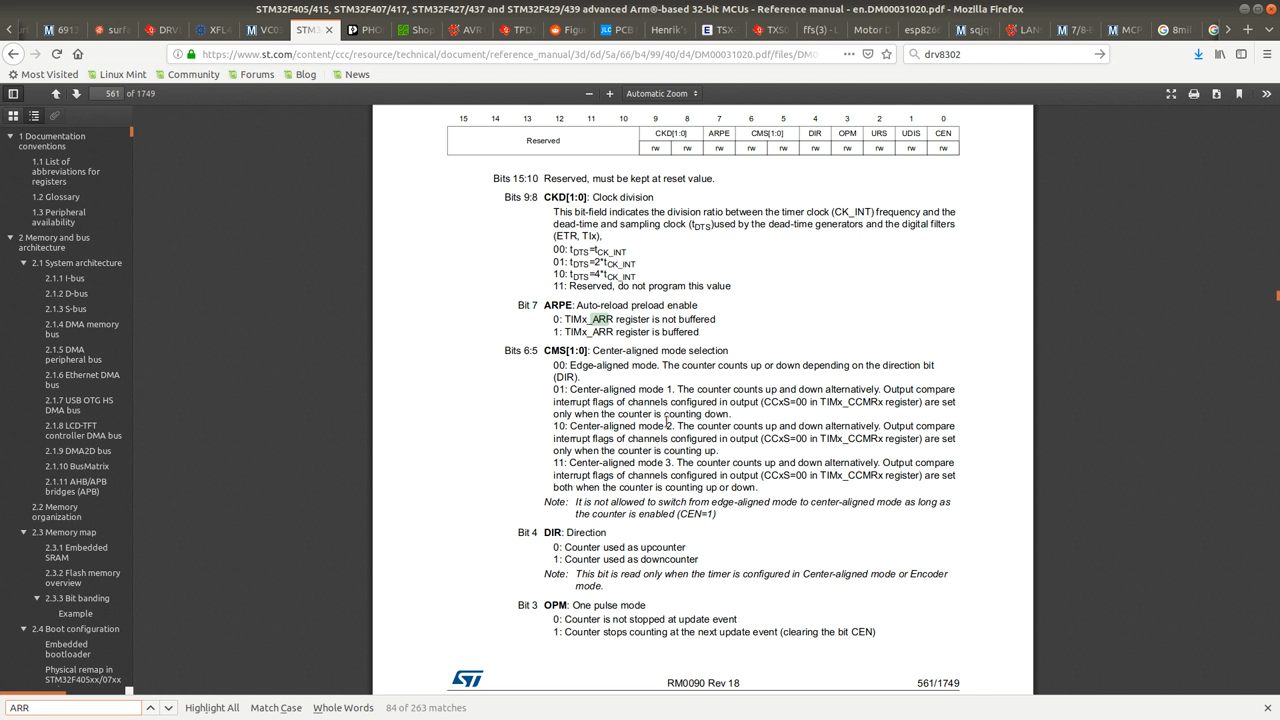 STM32F405/415, STM32F407/417, STM32F427/437 and STM32F429/439 advanced Arm®-based 32-bit MCUs - Reference manual - en.DM00031020.pdf - Mozilla Firefox
6913 surfa DRV XFL4 VC0 STM3 PHO Shop AVR TPD Figu PCB Henrik's TSX TXS0 ffs(3) - L Motor D esp8266 sqjq LAN 7/8- MCP 8mil
https://www.st.com/content/ccc/resource/technical/document/reference_manual/3d/6d/5a/66/b4/99/40/d4/DM00031020.pdf/files/DM0 drv8302
Most Visited Linux Mint Community Forums Blog News
561 of 1749 Automatic Zoom
1 Documentation
conventions
1.1 List of
abbreviations for
registers
1.2 Glossary
1.3 Peripheral
availability
2 Memory and bus
architecture
2.1 System architecture
2.1.1 I-bus
2.1.2 D-bus
2.1.3 S-bus
2.1.4 DMA memory
bus
2.1.5 DMA
peripheral bus
2.1.6 Ethernet DMA
bus
2.1.7 USB OTG HS
DMA bus
2.1.8 LCD-TFT
controller DMA bus
2.1.9 DMA2D bus
2.1.10 BusMatrix
2.1.11 AHB/APB
bridges (APB)
2.2 Memory
organization
2.3 Memory map
2.3.1 Embedded
SRAM
2.3.2 Flash memory
overview
2.3.3 Bit banding
Example
2.4 Boot configuration
Embedded
bootloader
Physical remap in
STM32F405xx/07xx
15 14 13 12 11 10 9 8 7 6 5 4 3 2 1 0
Reserved CKD[1:0] ARPE CMS[1:0] DIR OPM URS UDIS CEN
rw rw rw rw rw rw rw rw rw rw
Bits 15:10 Reserved, must be kept at reset value.
Bits 9:8 CKD[1:0]: Clock division
This bit-field indicates the division ratio between the timer clock (CK_INT) frequency and the
dead-time and sampling clock (tDTS)used by the dead-time generators and the digital filters
(ETR, TIx),
00: tDTS=tCK_INT
01: tDTS=2*tCK_INT
10: tDTS=4*tCK_INT
11: Reserved, do not program this value
Bit 7 ARPE: Auto-reload preload enable
0: TIMx_ARR register is not buffered
1: TIMx_ARR register is buffered
Bits 6:5 CMS[1:0]: Center-aligned mode selection
00: Edge-aligned mode. The counter counts up or down depending on the direction bit
(DIR).
01: Center-aligned mode 1. The counter counts up and down alternatively. Output compare
interrupt flags of channels configured in output (CCxS=00 in TIMx_CCMRx register) are set
only when the counter is counting down.
10: Center-aligned mode 2. The counter counts up and down alternatively. Output compare
interrupt flags of channels configured in output (CCxS=00 in TIMx_CCMRx register) are set
only when the counter is counting up.
11: Center-aligned mode 3. The counter counts up and down alternatively. Output compare
interrupt flags of channels configured in output (CCxS=00 in TIMx_CCMRx register) are set
both when the counter is counting up or down.
Note: It is not allowed to switch from edge-aligned mode to center-aligned mode as long as
the counter is enabled (CEN=1)
Bit 4 DIR: Direction
0: Counter used as upcounter
1: Counter used as downcounter
Note: This bit is read only when the timer is configured in Center-aligned mode or Encoder
mode.
Bit 3 OPM: One pulse mode
0: Counter is not stopped at update event
1: Counter stops counting at the next update event (clearing the bit CEN)
ST RM0090 Rev 18 561/1749
ARR Highlight All Match Case Whole Words 84 of 263 matches